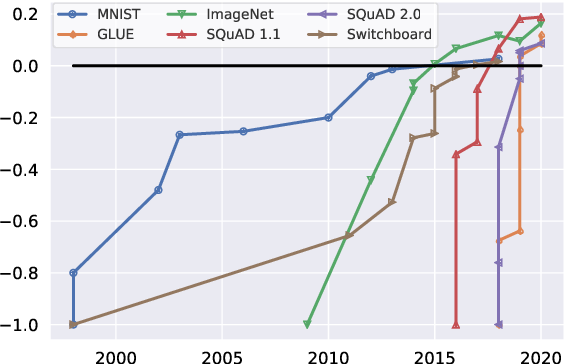 0.2
0.0
−0.2
−0.4
−0.6
−0.8
−1.0
MNIST
GLUE
ImageNet
SQuAD 1.1
SQuAD 2.0
Switchboard
2000
2005
2010
2015
2020